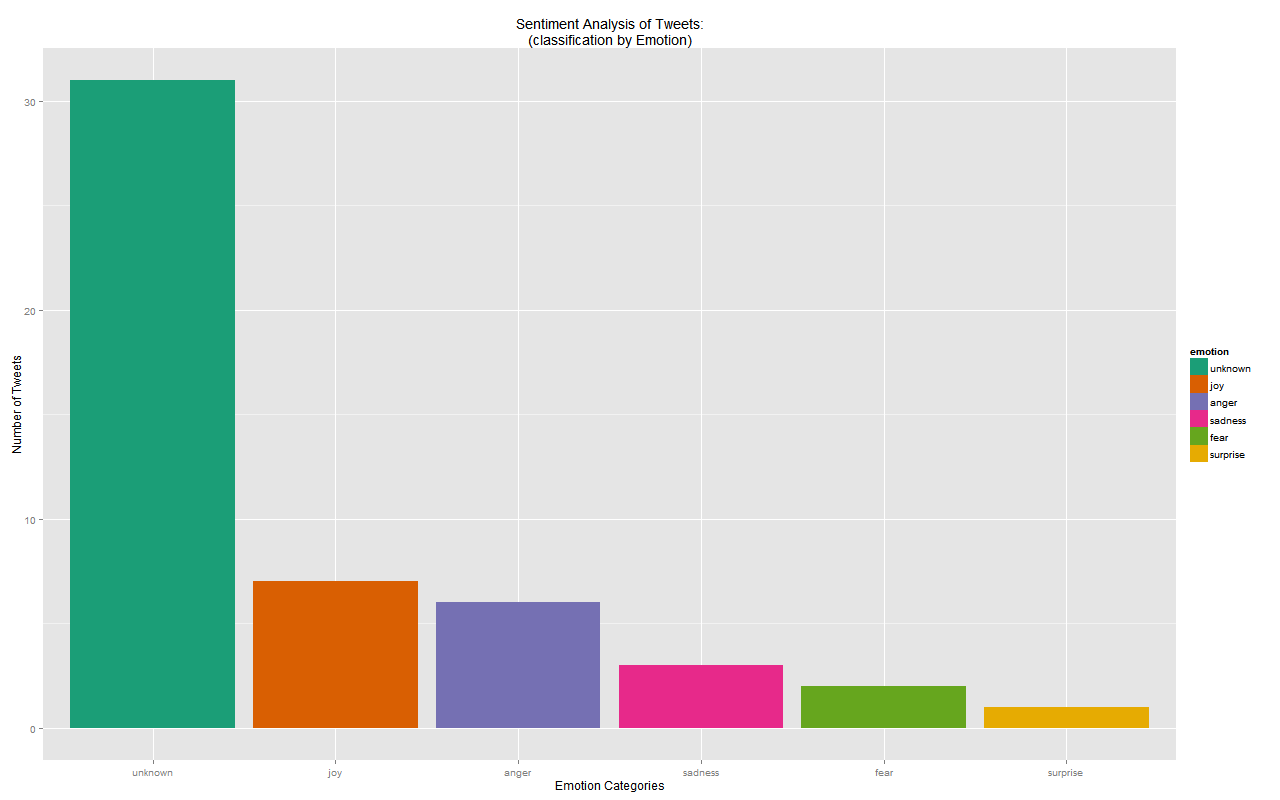 Sentiment Analysis of Tweets:
(classification by Emotion)
Number of Tweets
30
20
10
0
unknown
joy
anger
sadness
fear
surprise
Emotion Categories
emotion
unknown
joy
anger
sadness
fear
surprise